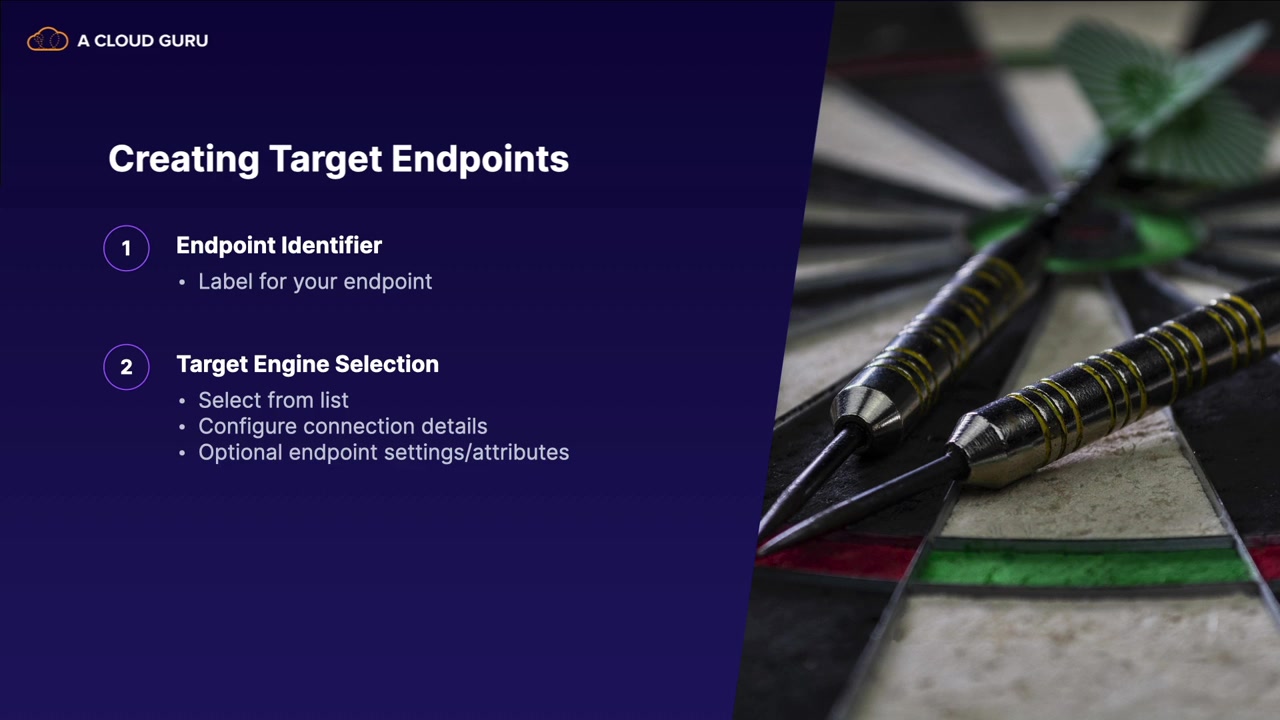 A CLOUD GURU
Creating Target Endpoints
1
Endpoint Identifier
• Label for your endpoint
2
Target Engine Selection
• Select from list
• Configure connection details
• Optional endpoint settings/attributes